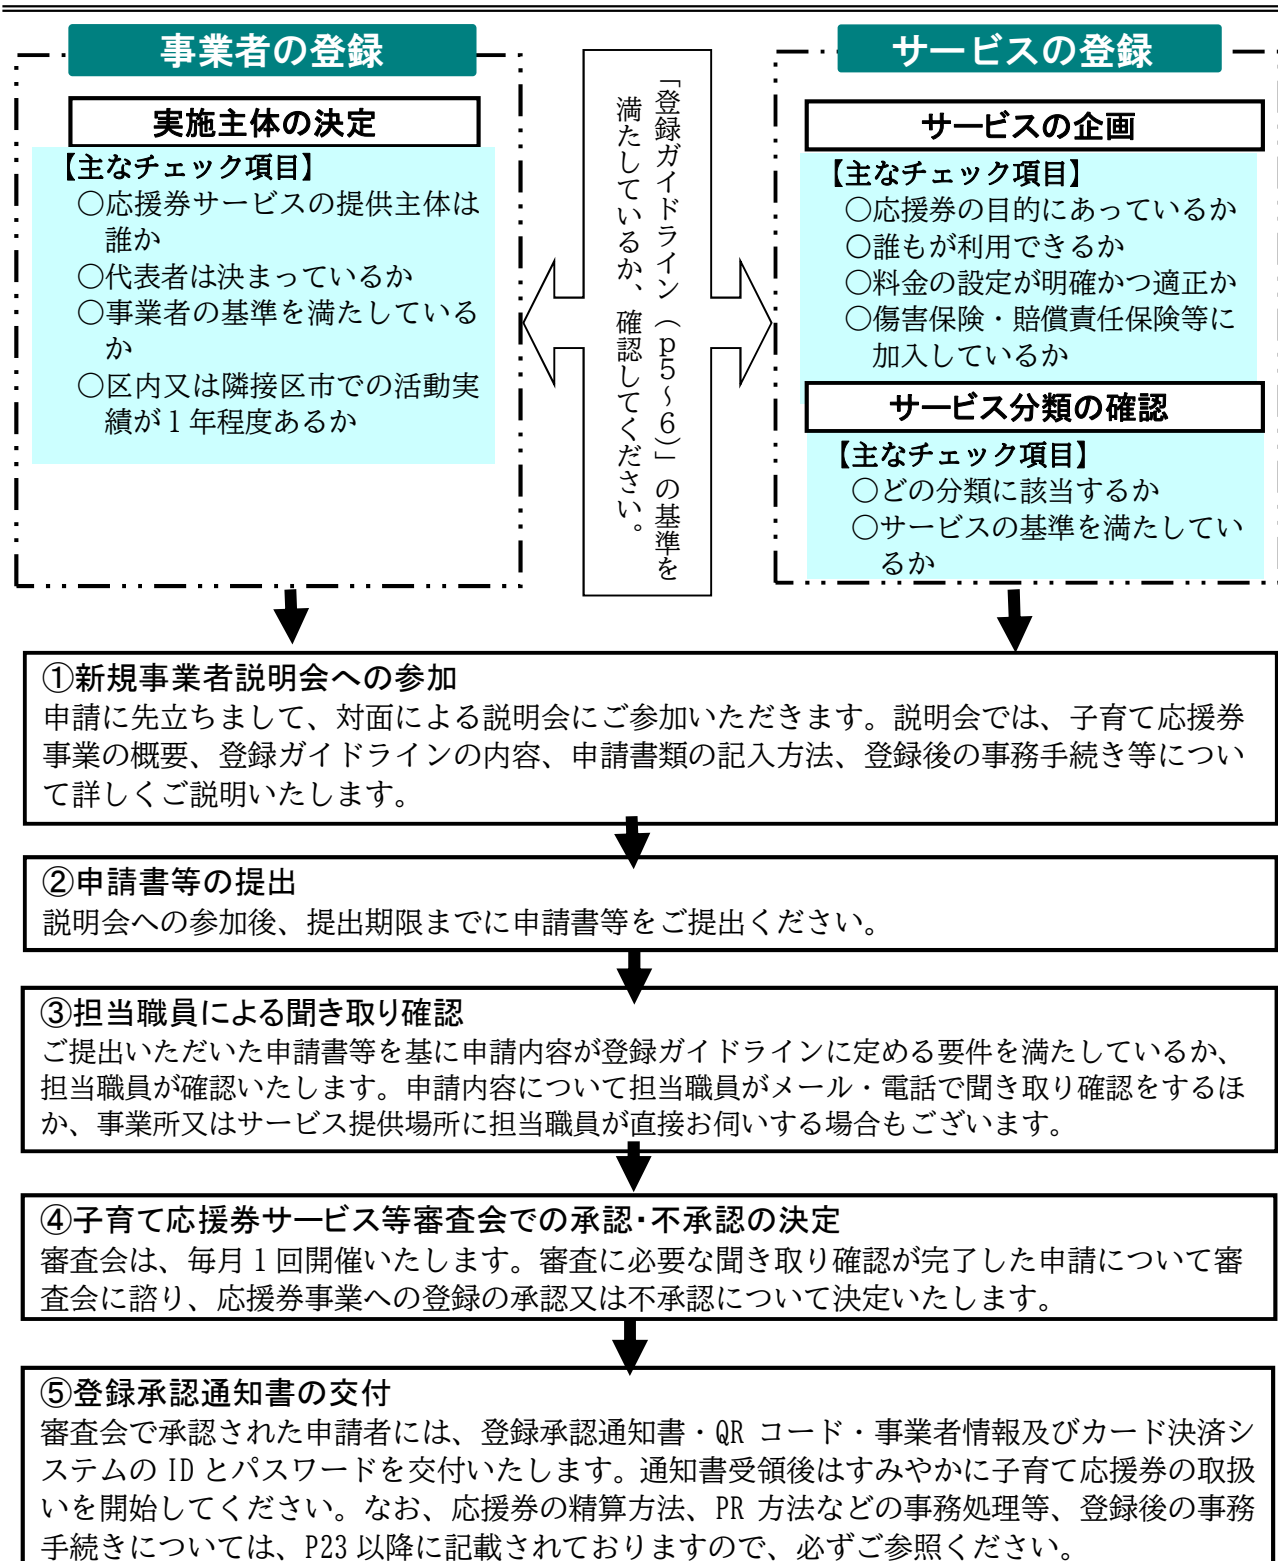 事業者の登録
実施主体の決定
【主なチェック項目】
○応援券サービスの提供主体は
誰か
○代表者は決まっているか
○事業者の基準を満たしている
か
○区内又は隣接区市での活動実
績が１年程度あるか
「登録ガイドライン（p5～6）」の基準を
満たしているか、確認してください。
サービスの登録
サービスの企画
【主なチェック項目】
○応援券の目的にあっているか
○誰もが利用できるか
○料金の設定が明確かつ適正か
○傷害保険・賠償責任保険等に
加入しているか
サービス分類の確認
【主なチェック項目】
○どの分類に該当するか
○サービスの基準を満たしてい
るか
①新規事業者説明会への参加
申請に先立ちまして、対面による説明会にご参加いただきます。説明会では、子育て応援券
事業の概要、登録ガイドラインの内容、申請書類の記入方法、登録後の事務手続き等につい
て詳しくご説明いたします。
②申請書等の提出
説明会への参加後、提出期限までに申請書等をご提出ください。
③担当職員による聞き取り確認
ご提出いただいた申請書等を基に申請内容が登録ガイドラインに定める要件を満たしているか、
担当職員が確認いたします。申請内容について担当職員がメール・電話で聞き取り確認をするほ
か、事業所又はサービス提供場所に担当職員が直接お伺いする場合もございます。
④子育て応援券サービス等審査会での承認・不承認の決定
審査会は、毎月１回開催いたします。審査に必要な聞き取り確認が完了した申請について審
査会に諮り、応援券事業への登録の承認又は不承認について決定いたします。
⑤登録承認通知書の交付
審査会で承認された申請者には、登録承認通知書・QR コード・事業者情報及びカード決済シ
ステムの ID とパスワードを交付いたします。通知書受領後はすみやかに子育て応援券の取扱
いを開始してください。なお、応援券の精算方法、PR 方法などの事務処理等、登録後の事務
手続きについては、P23 以降に記載されておりますので、必ずご参照ください。